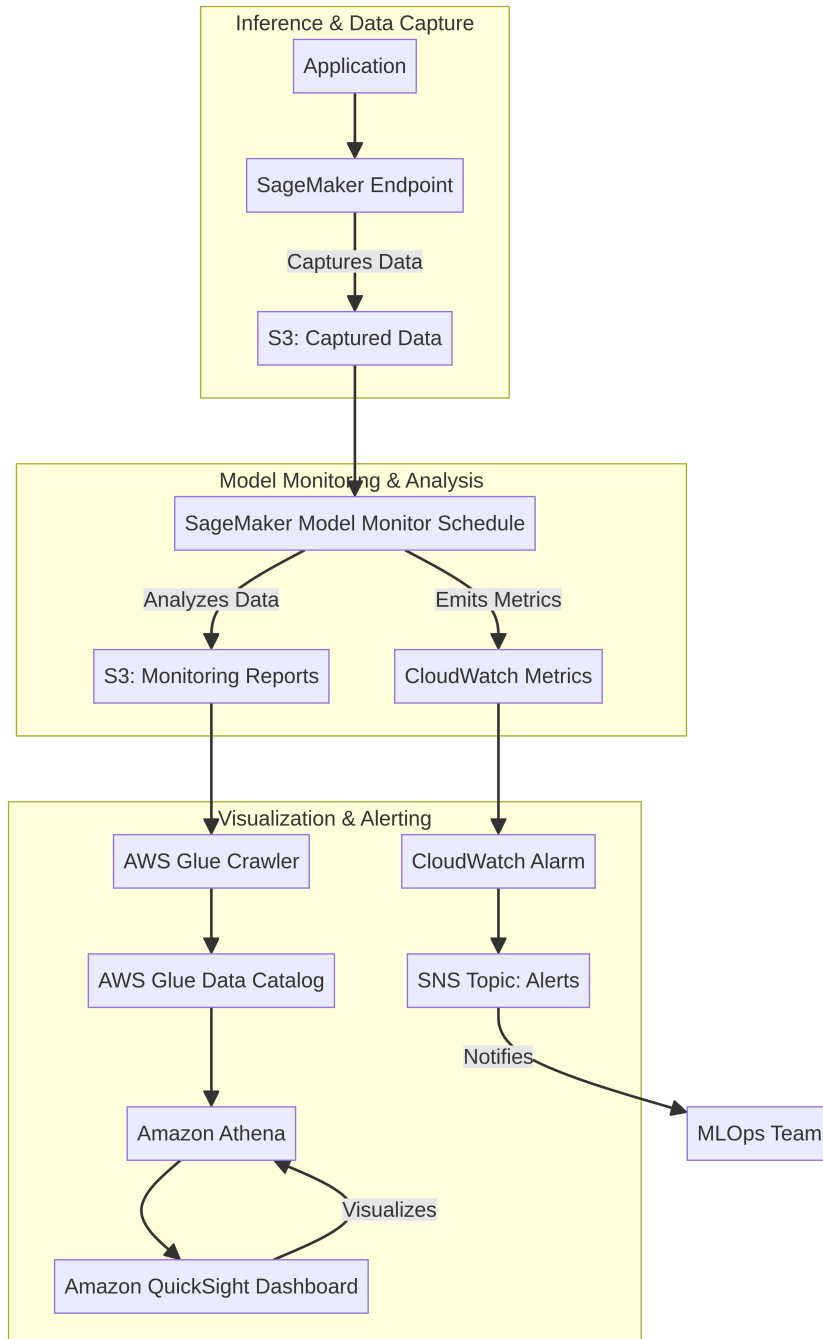 Inference & Data Capture
Application
SageMaker Endpoint
Captures Data
S3: Captured Data
Model Monitoring & Analysis
SageMaker Model Monitor Schedule
Analyzes Data
Emits Metrics
S3: Monitoring Reports
CloudWatch Metrics
Visualization & Alerting
AWS Glue Crawler
CloudWatch Alarm
AWS Glue Data Catalog
SNS Topic: Alerts
Notifies
Amazon Athena
MLOps Team
Visualizes
Amazon QuickSight Dashboard